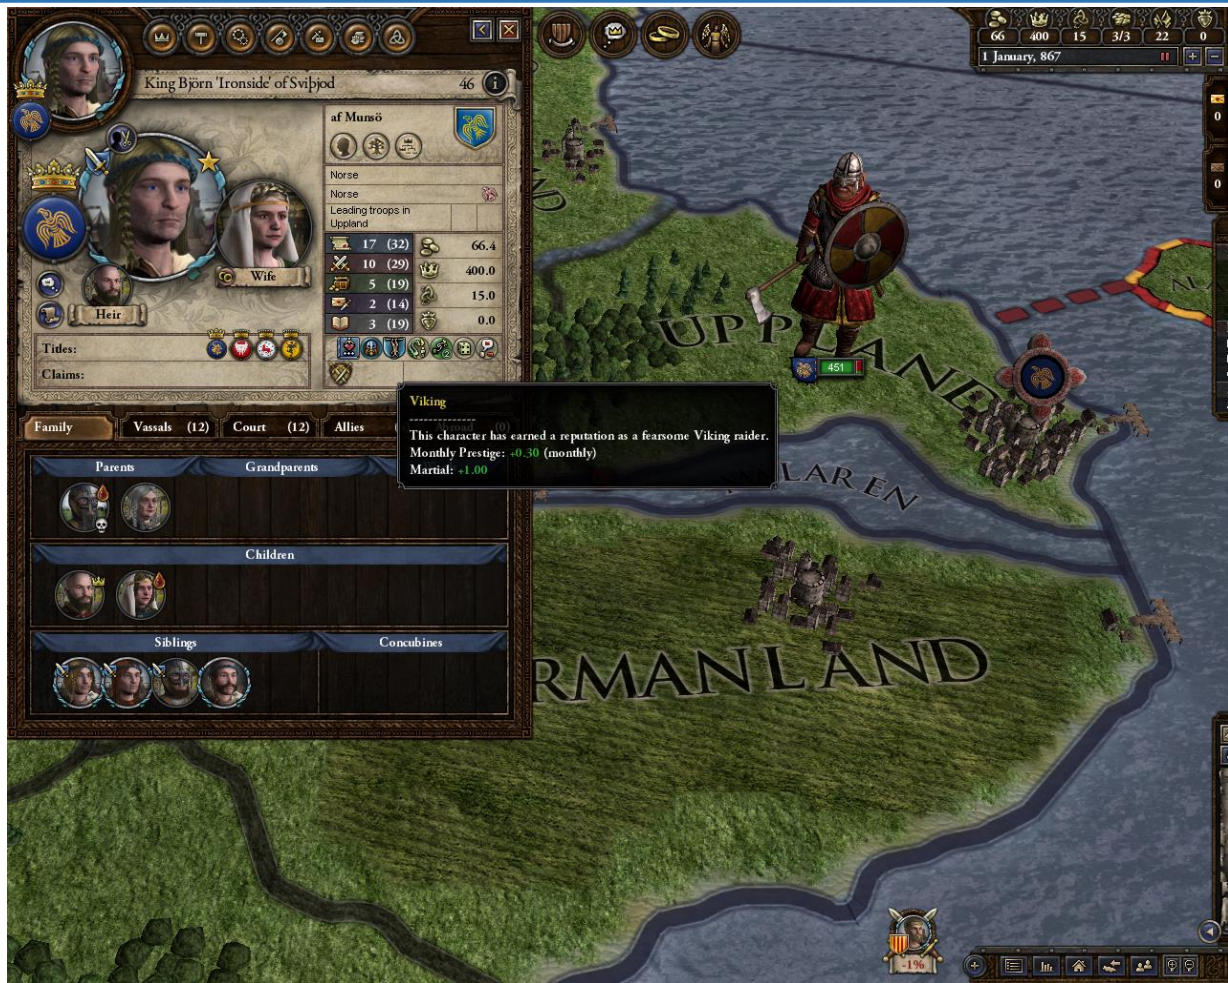 King Björn 'Ironside' of Sviþjod 46
af Munsö
Norse
Norse
Leading troops in
Uppland
17 (32) 66.4
10 (29) 400.0
5 (19) 15.0
2 (14) 0.0
3 (19)
Wife
Heir
Titles:
Claims:
Family Vassals (12) Court (12) Allies (0)
Parents Grandparents
Children
Siblings Concubines
Viking
This character has earned a reputation as a fearsome Viking raider.
Monthly Prestige: +0.30 (monthly)
Martial: +1.00
66 400 15 3/3 22 0
1 January, 867
0
0
UPPLAND
451
LAREN
RMANLAND
-1%